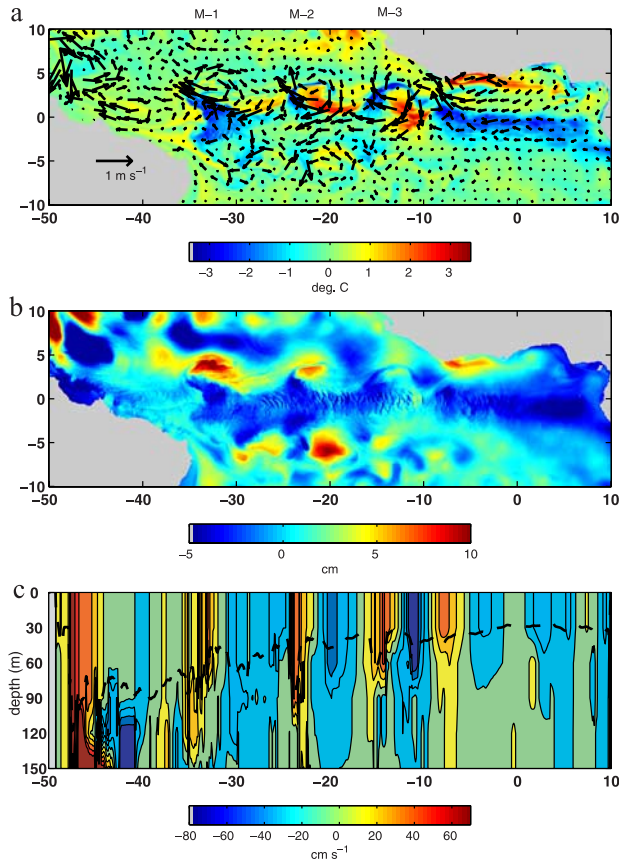 a
M–1 M–2 M–3
10
5
0
−5
−10
1 m s⁻¹
−50 −40 −30 −20 −10 0 10
−3 −2 −1 0 1 2 3
deg. C
b
10
5
0
−5
−10
−50 −40 −30 −20 −10 0 10
−5 0 5 10
cm
c
0
30
60
90
120
150
depth (m)
−50 −40 −30 −20 −10 0 10
−80 −60 −40 −20 0 20 40 60
cm s⁻¹